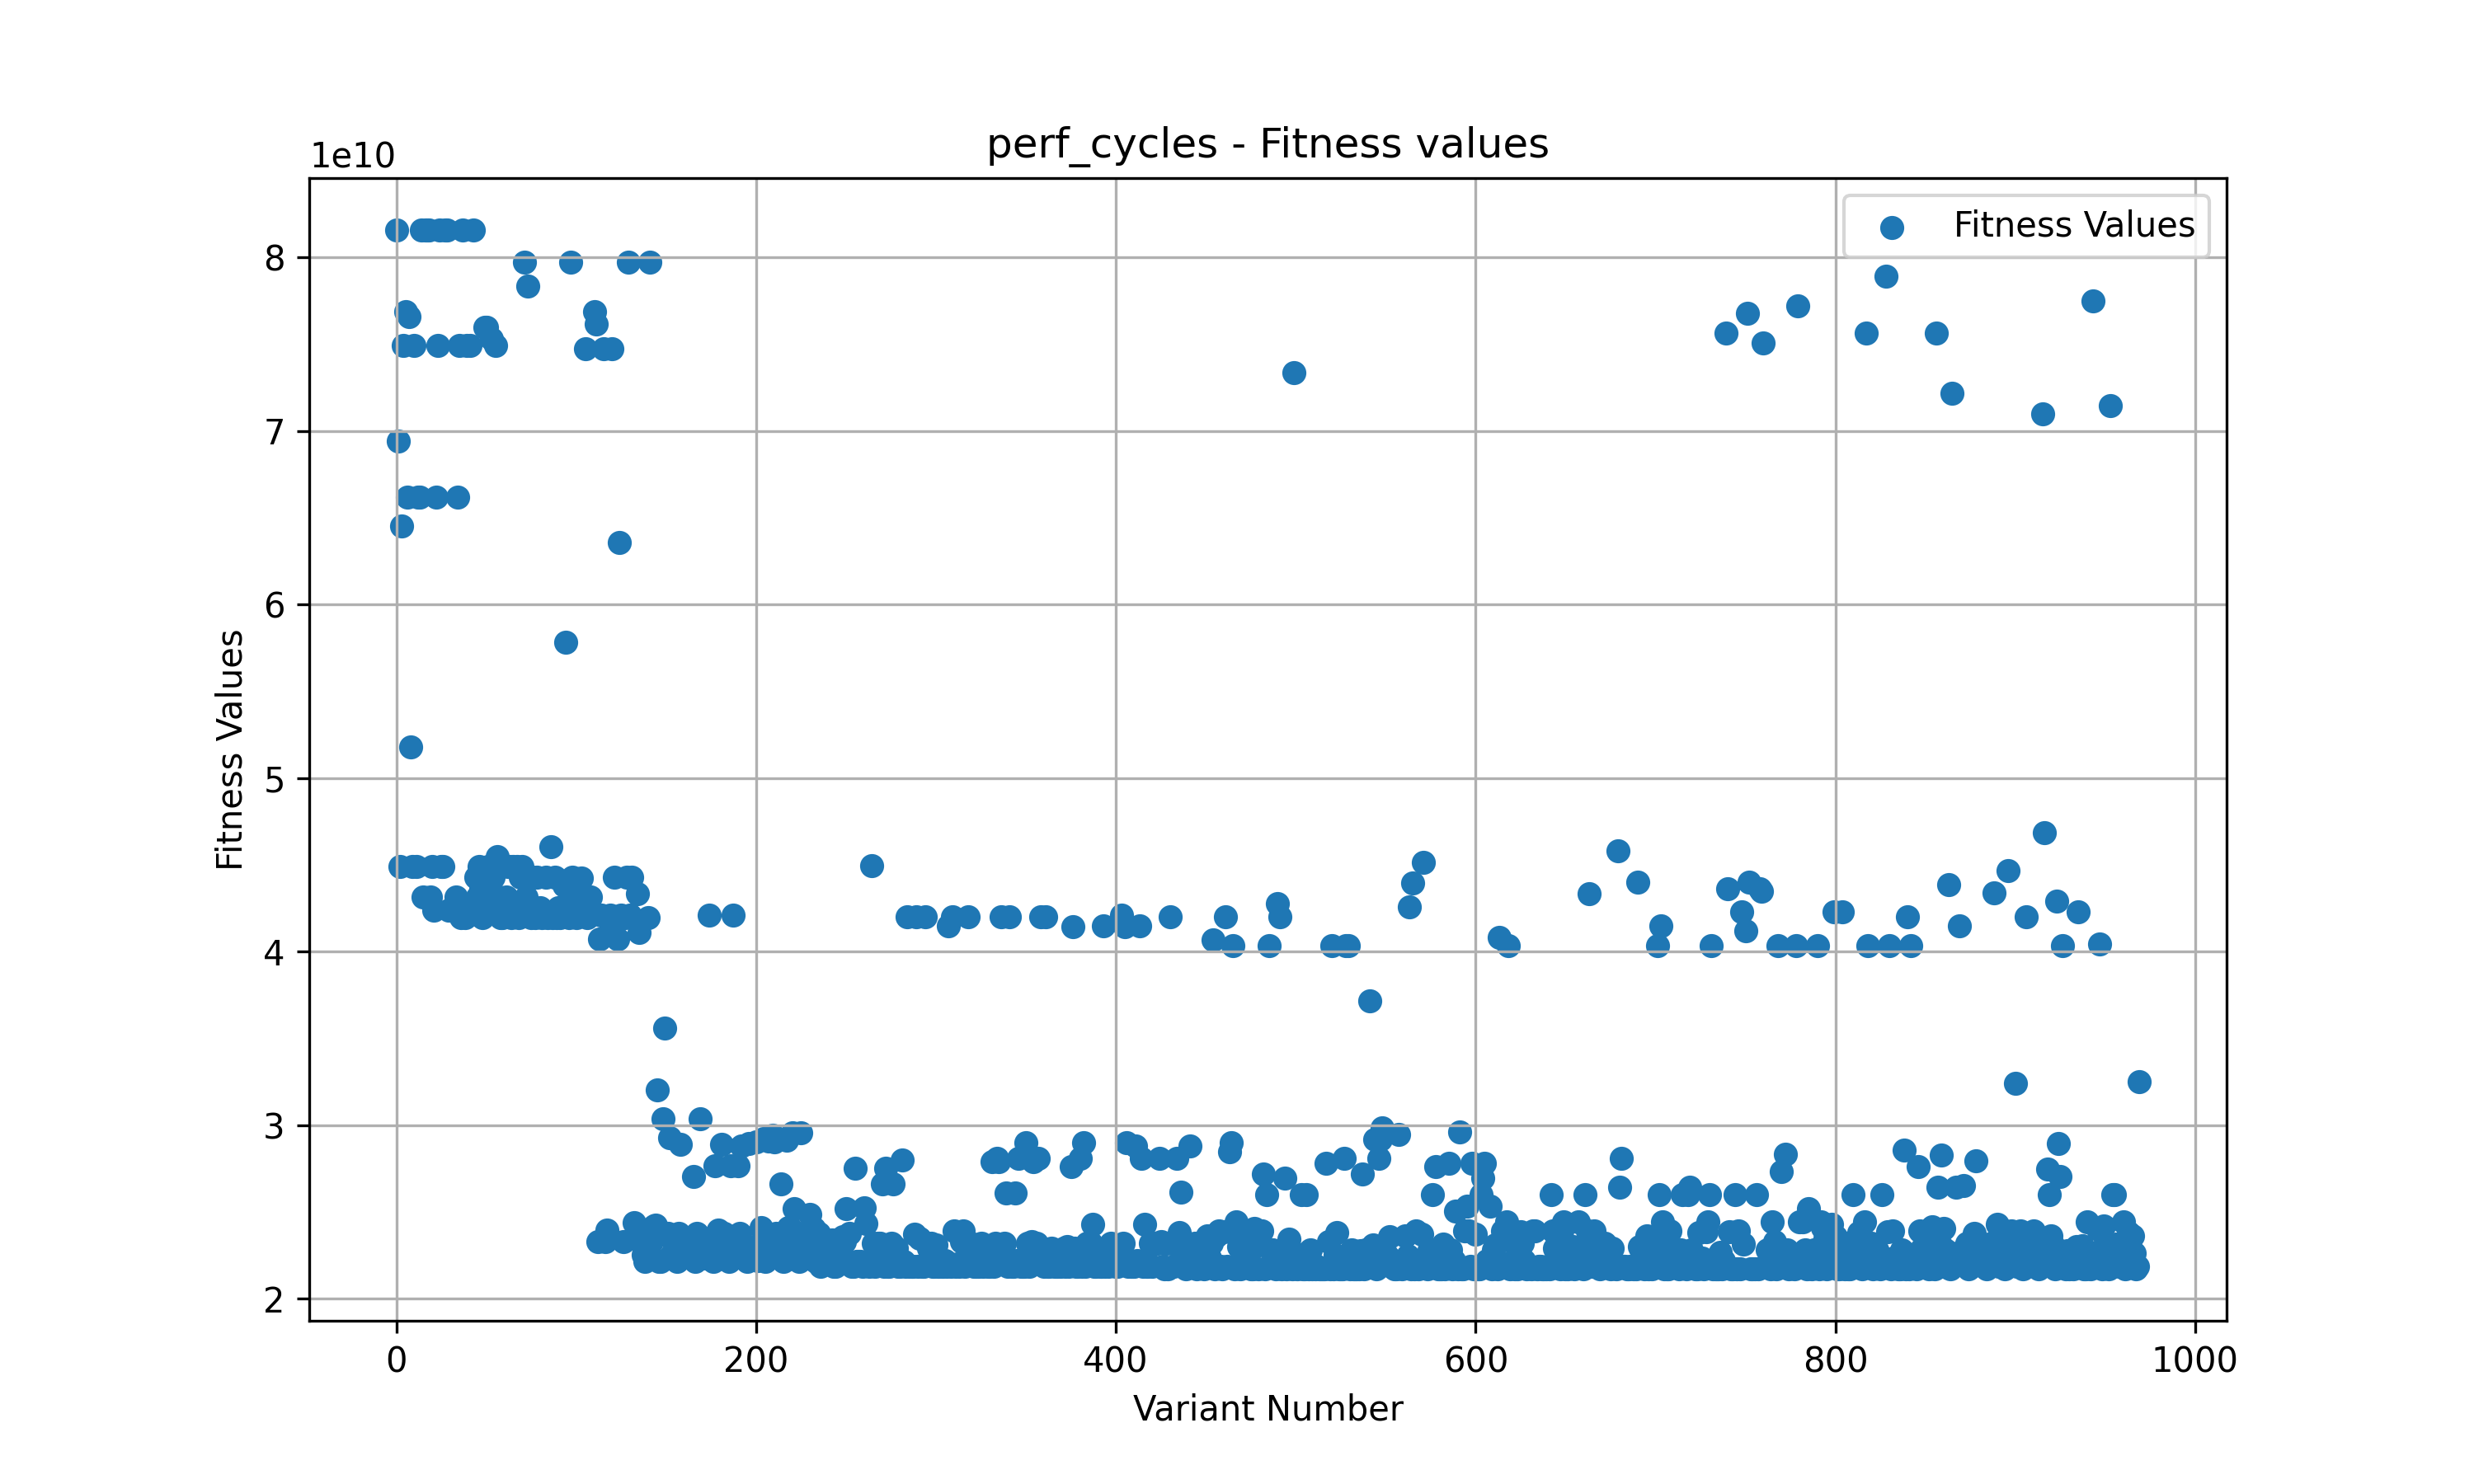 perf_cycles - Fitness values
1e10
Fitness Values
8
7
6
5
4
3
2
Fitness Values
0 200 400 600 800 1000
Variant Number